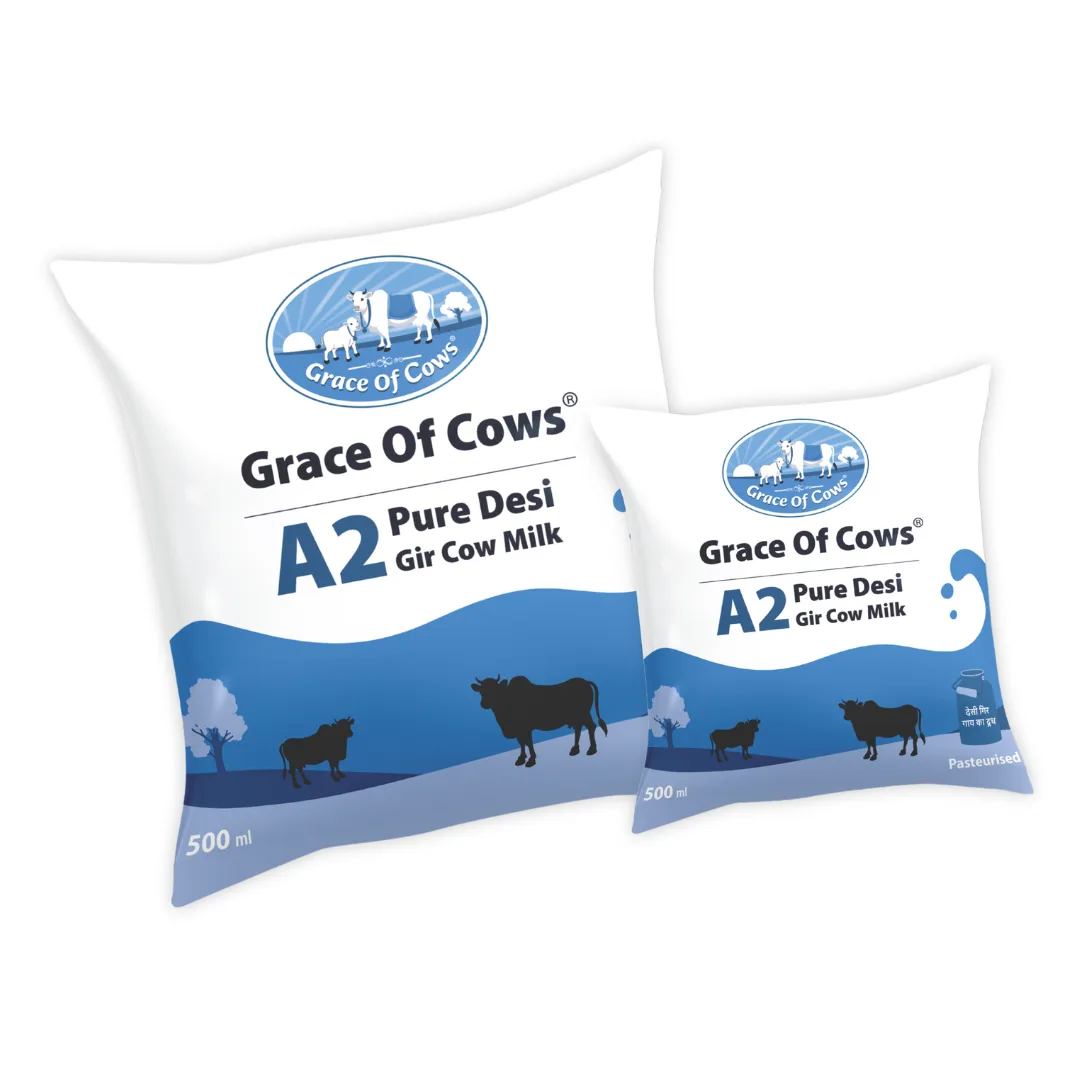 Grace Of Cows®
Grace Of Cows®
A2 Pure Desi
Gir Cow Milk
500 ml
Grace Of Cows®
Grace Of Cows®
A2 Pure Desi
Gir Cow Milk
देसी गिर
गाय का दूध
Pasteurised
500 ml